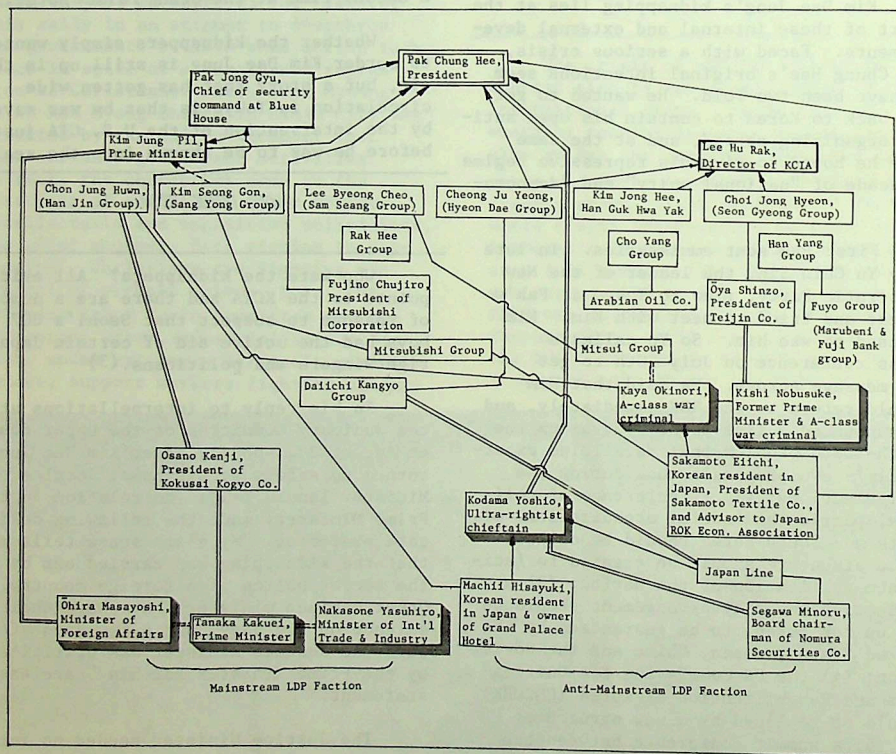 Pak Chung Hee,
President
Pak Jong Gyu,
Chief of security
command at Blue
House
Kim Jung Pil,
Prime Minister
Lee Hu Rak,
Director of KCIA
Chon Jung Huwn,
(Han Jin Group)
Kim Seong Gon,
(Sang Yong Group)
Lee Byeong Cheo,
(Sam Seang Group)
Cheong Ju Yeong,
(Hyeon Dae Group)
Kim Jong Hee,
Han Guk Hwa Yak
Choi Jong Hyeon,
(Seon Gyeong Group)
Rak Hee
Group
Cho Yang
Group
Han Yang
Group
Fujino Chujiro,
President of
Mitsubishi
Corporation
Arabian Oil Co.
Ōya Shinzo,
President of
Teijin Co.
Fuyo Group
(Marubeni &
Fuji Bank
group)
Mitsubishi Group
Mitsui Group
Daiichi Kangyo
Group
Kaya Okinori,
A-class war
criminal
Kishi Nobusuke,
Former Prime
Minister & A-class
war criminal
Osano Kenji,
President of
Kokusai Kogyo Co.
Sakamoto Eiichi,
Korean resident in
Japan, President of
Sakamoto Textile Co.,
and Advisor to Japan-
ROK Econ. Association
Kodama Yoshio,
Ultra-rightist
chieftain
Japan Line
Ōhira Masayoshi,
Minister of
Foreign Affairs
Tanaka Kakuei,
Prime Minister
Nakasone Yasuhiro,
Minister of Int'l
Trade & Industry
Machii Hisayuki,
Korean resident
in Japan & owner
of Grand Palace
Hotel
Segawa Minoru,
Board chair-
man of Nomura
Securities Co.
Mainstream LDP Faction
Anti-Mainstream LDP Faction